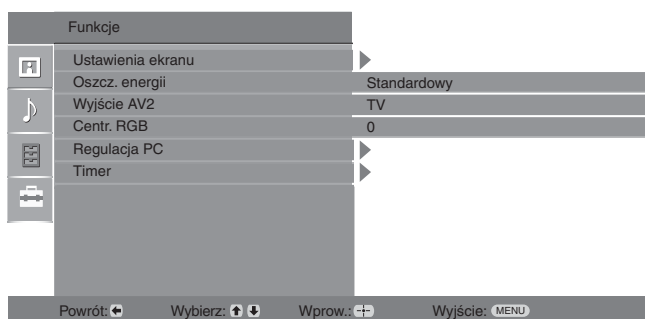 Funkcje
Ustawienia ekranu
Oszcz. energii Standardowy
Wyjście AV2 TV
Centr. RGB 0
Regulacja PC
Timer
Powrót: Wybierz: Wprow.: Wyjście: MENU